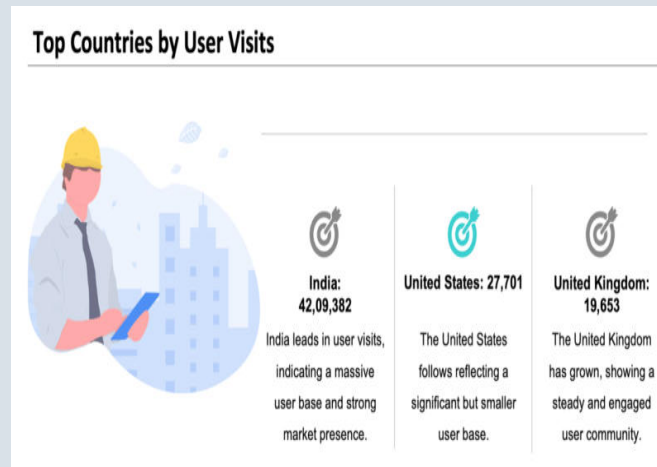 Top Countries by User Visits
India:
42,09,382
India leads in user visits,
indicating a massive
user base and strong
market presence.
United States: 27,701
The United States
follows reflecting a
significant but smaller
user base.
United Kingdom:
19,653
The United Kingdom
has grown, showing a
steady and engaged
user community.